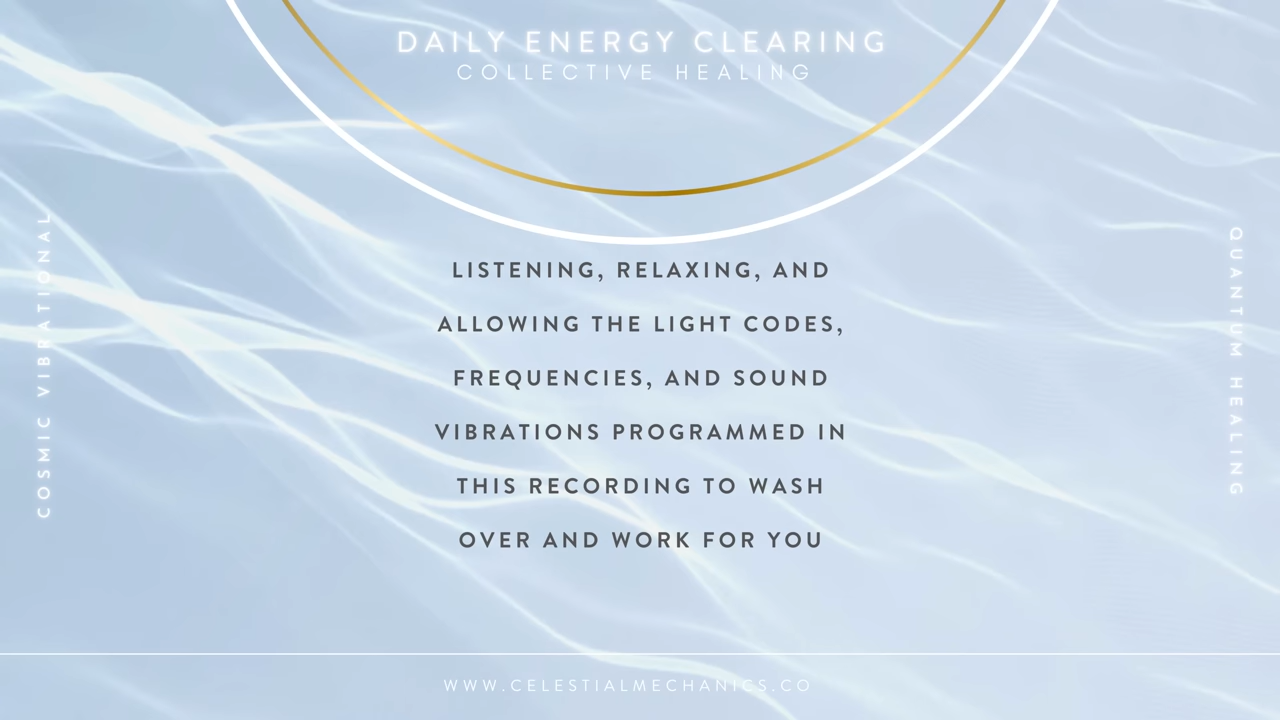 DAILY ENERGY CLEARING
COLLECTIVE HEALING
COSMIC VIBRATIONAL
QUANTUM HEALING
LISTENING, RELAXING, AND
ALLOWING THE LIGHT CODES,
FREQUENCIES, AND SOUND
VIBRATIONS PROGRAMMED IN
THIS RECORDING TO WASH
OVER AND WORK FOR YOU
WWW.CELESTIALMECHANICS.CO